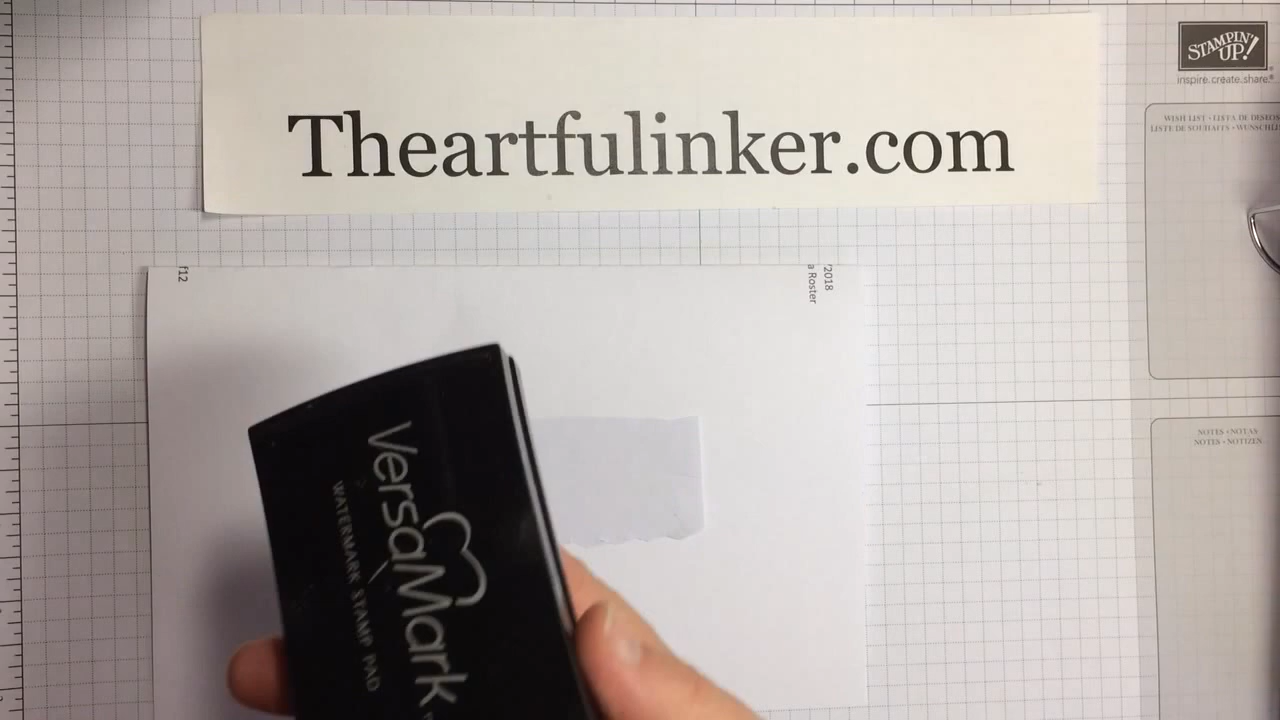 Theartfulinker.com
STAMPIN' UP!
inspire.create.share.®
WISH LIST • LISTA DE DESEOS
LISTE DE SOUHAITS •
NOTES • NOTAS
NOTES • NOTIZEN
f12
2018
a Roster
VersaMark
WATERMARK STAMP PAD